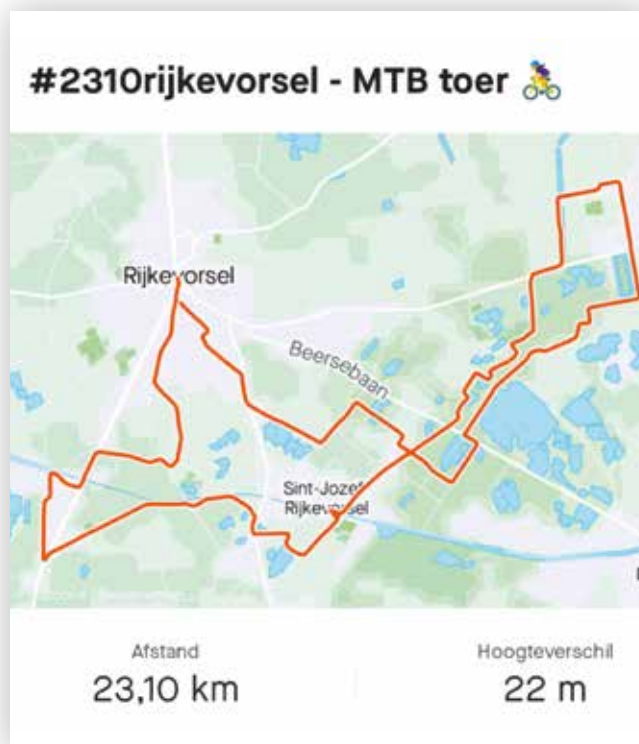 #2310rijkevorsel - MTB toer 🚴‍♀️
Rijkevorsel
Beersebaan
Sint-Jozef
Rijkevorsel
Afstand
Hoogteverschil
23,10 km
22 m